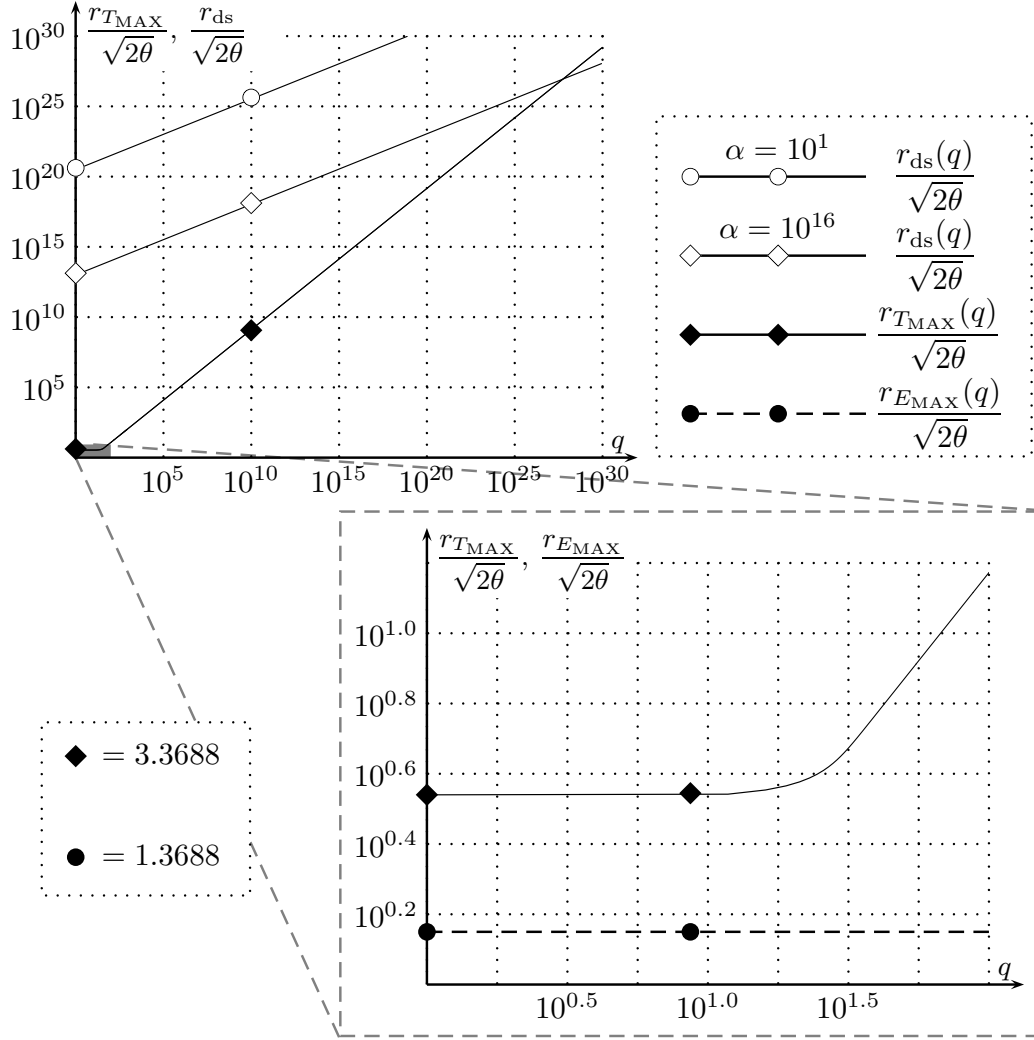 r_{T_MAX}/√2θ, r_ds/√2θ
10^30
10^25
10^20
10^15
10^10
10^5
q
10^5 10^10 10^15 10^20 10^25 10^30
α = 10^1 r_ds(q)/√2θ
α = 10^16 r_ds(q)/√2θ
r_{T_MAX}(q)/√2θ
r_{E_MAX}(q)/√2θ
r_{T_MAX}/√2θ, r_{E_MAX}/√2θ
10^1.0
10^0.8
10^0.6
10^0.4
10^0.2
q
10^0.5 10^1.0 10^1.5
◆ = 3.3688
● = 1.3688